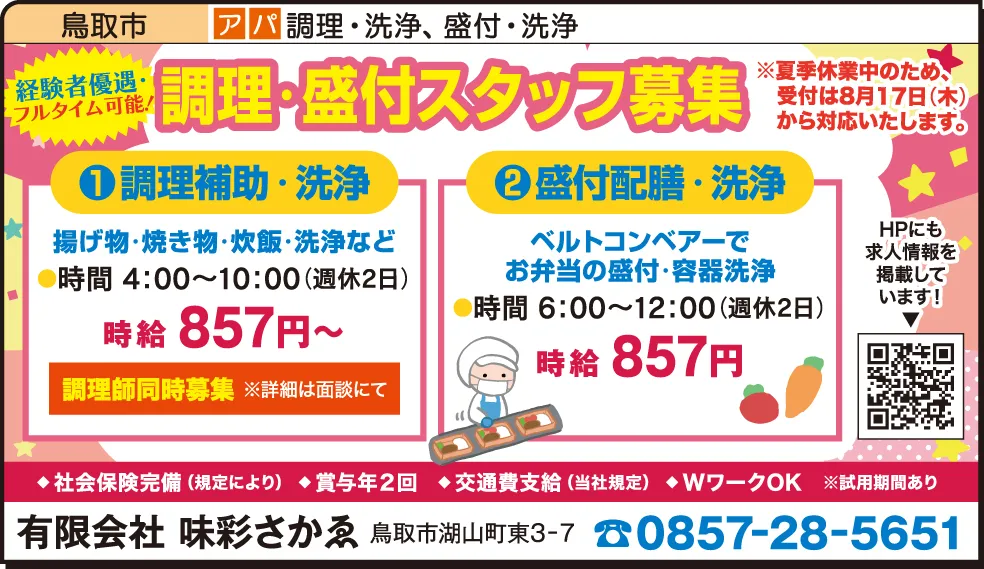 鳥取市
ア パ 調理・洗浄、盛付・洗浄
経験者優遇・
フルタイム可能！
調理・盛付スタッフ募集
※夏季休業中のため、
受付は8月17日（木）
から対応いたします。
❶調理補助・洗浄
揚げ物・焼き物・炊飯・洗浄など
●時間 4:00〜10:00（週休2日）
時給 857円〜
調理師同時募集 ※詳細は面談にて
❷盛付配膳・洗浄
ベルトコンベアーで
お弁当の盛付・容器洗浄
●時間 6:00〜12:00（週休2日）
時給 857円
HPにも
求人情報を
掲載して
います！
▼
◆社会保険完備（規定により） ◆賞与年2回 ◆交通費支給（当社規定） ◆WワークOK ※試用期間あり
有限会社 味彩さかゑ 鳥取市湖山町東3-7 ☎0857-28-5651